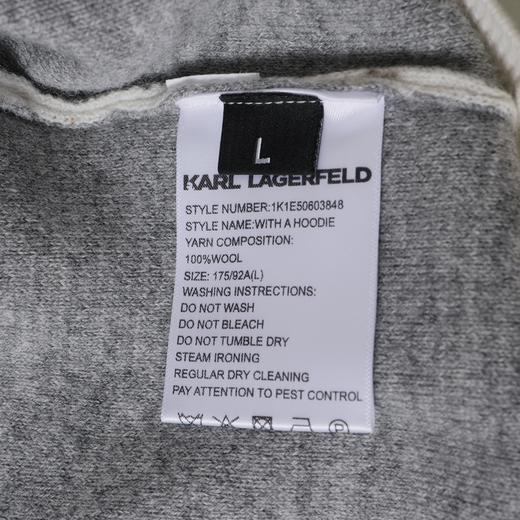 L
KARL LAGERFELD
STYLE NUMBER:1K1E50603848
STYLE NAME:WITH A HOODIE
YARN COMPOSITION:
100%WOOL
SIZE: 175/92A(L)
WASHING INSTRUCTIONS:
DO NOT WASH
DO NOT BLEACH
DO NOT TUMBLE DRY
STEAM IRONING
REGULAR DRY CLEANING
PAY ATTENTION TO PEST CONTROL